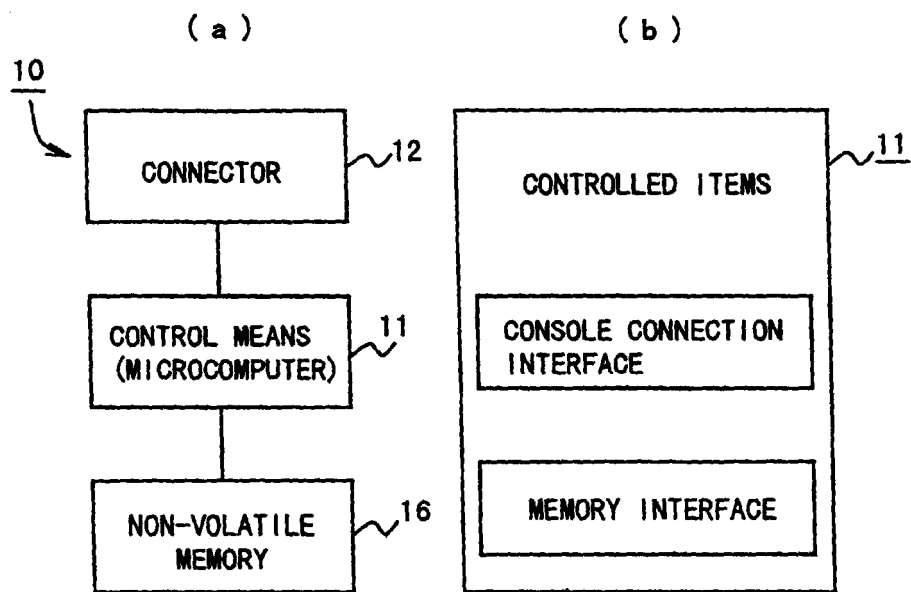 ( a )
( b )
10
CONNECTOR
12
CONTROLLED ITEMS
11
CONTROL MEANS
(MICROCOMPUTER)
11
CONSOLE CONNECTION
INTERFACE
NON-VOLATILE
MEMORY
16
MEMORY INTERFACE